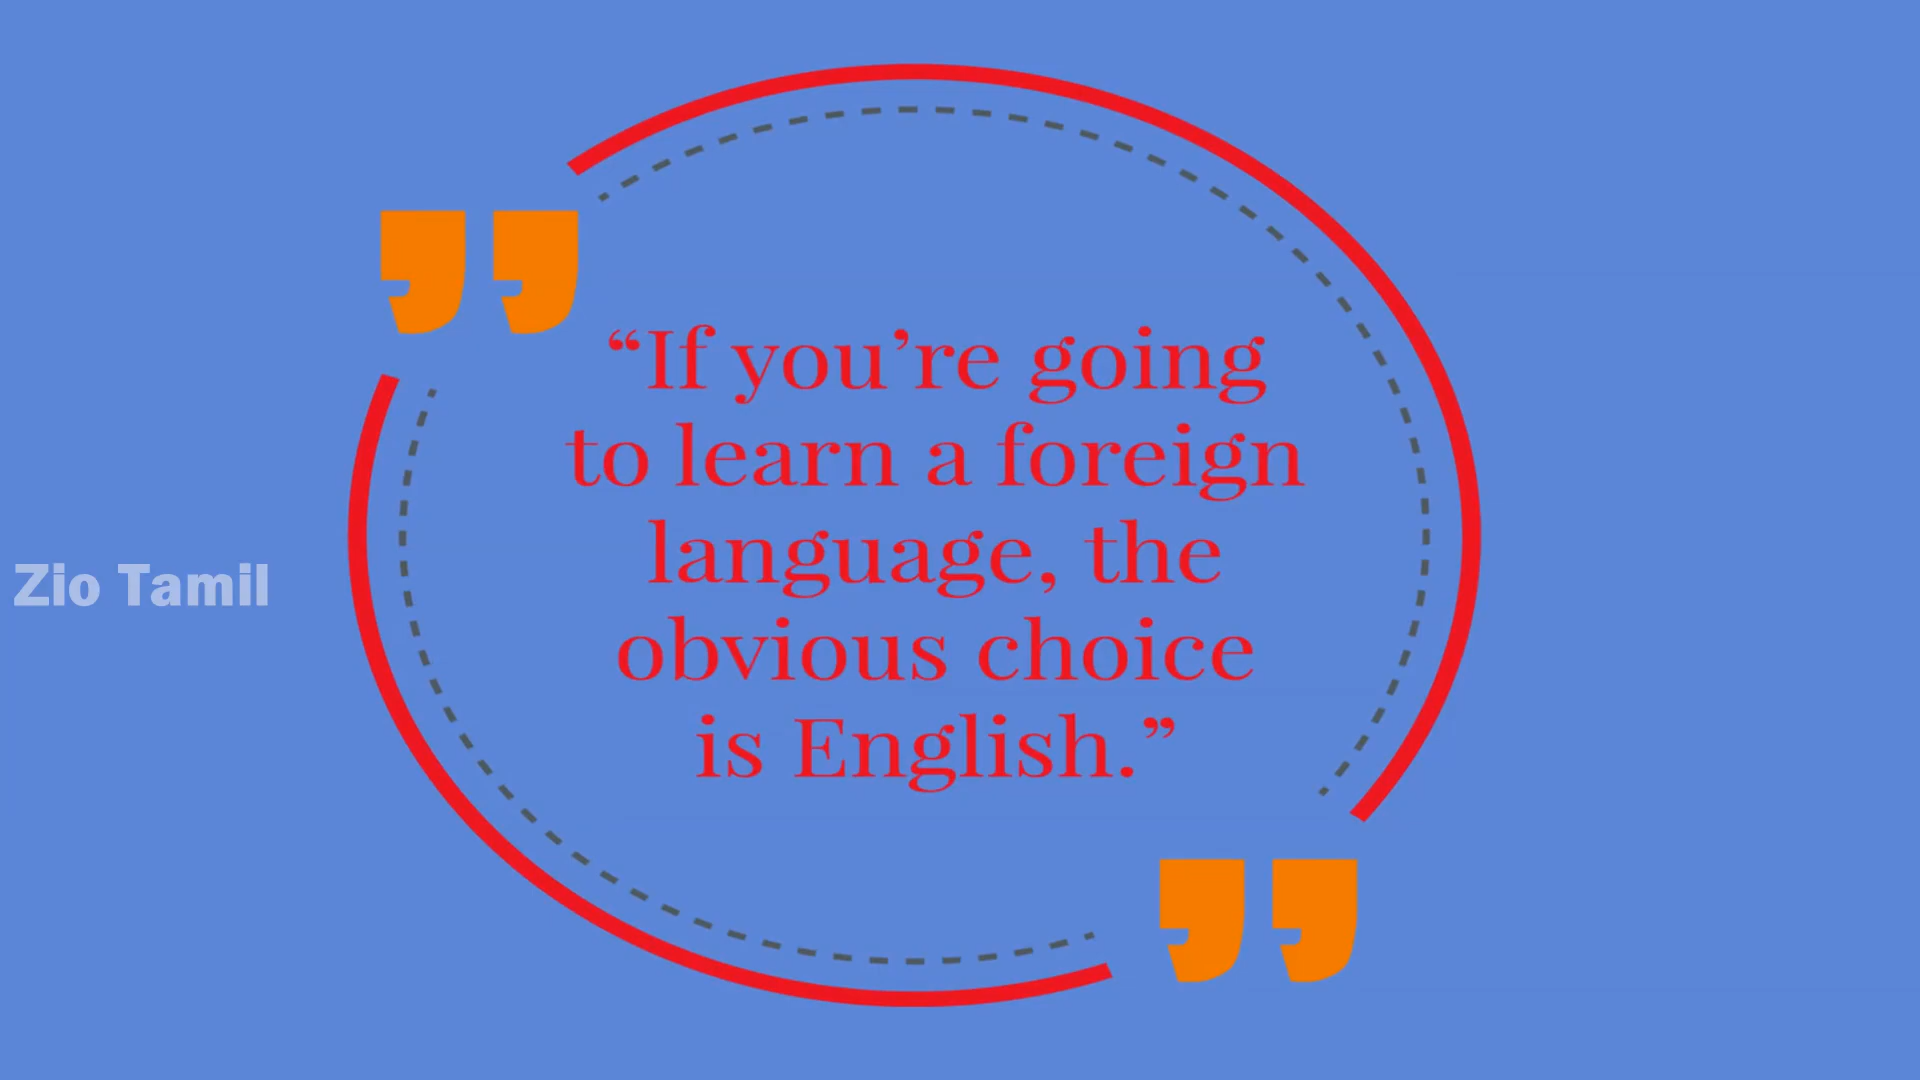 “If you’re going
to learn a foreign
language, the
obvious choice
is English.”
Zio Tamil